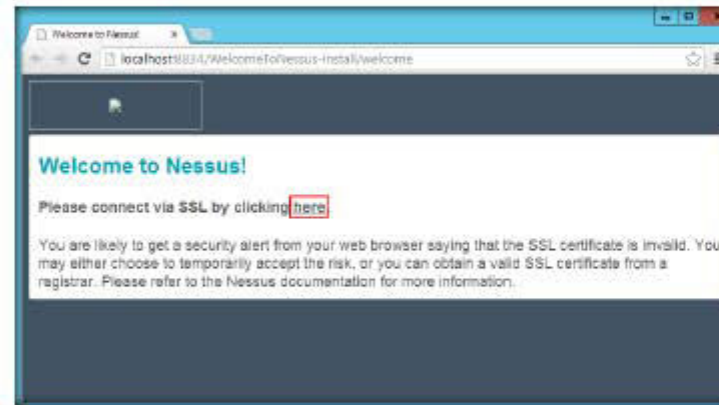 Welcome to Nessus!
localhost:8834/WelcomeToNessus-Install/welcome
Welcome to Nessus!
Please connect via SSL by clicking here
You are likely to get a security alert from your web browser saying that the SSL certificate is invalid. You
may either choose to temporarily accept the risk, or you can obtain a valid SSL certificate from a
registrar. Please refer to the Nessus documentation for more information.